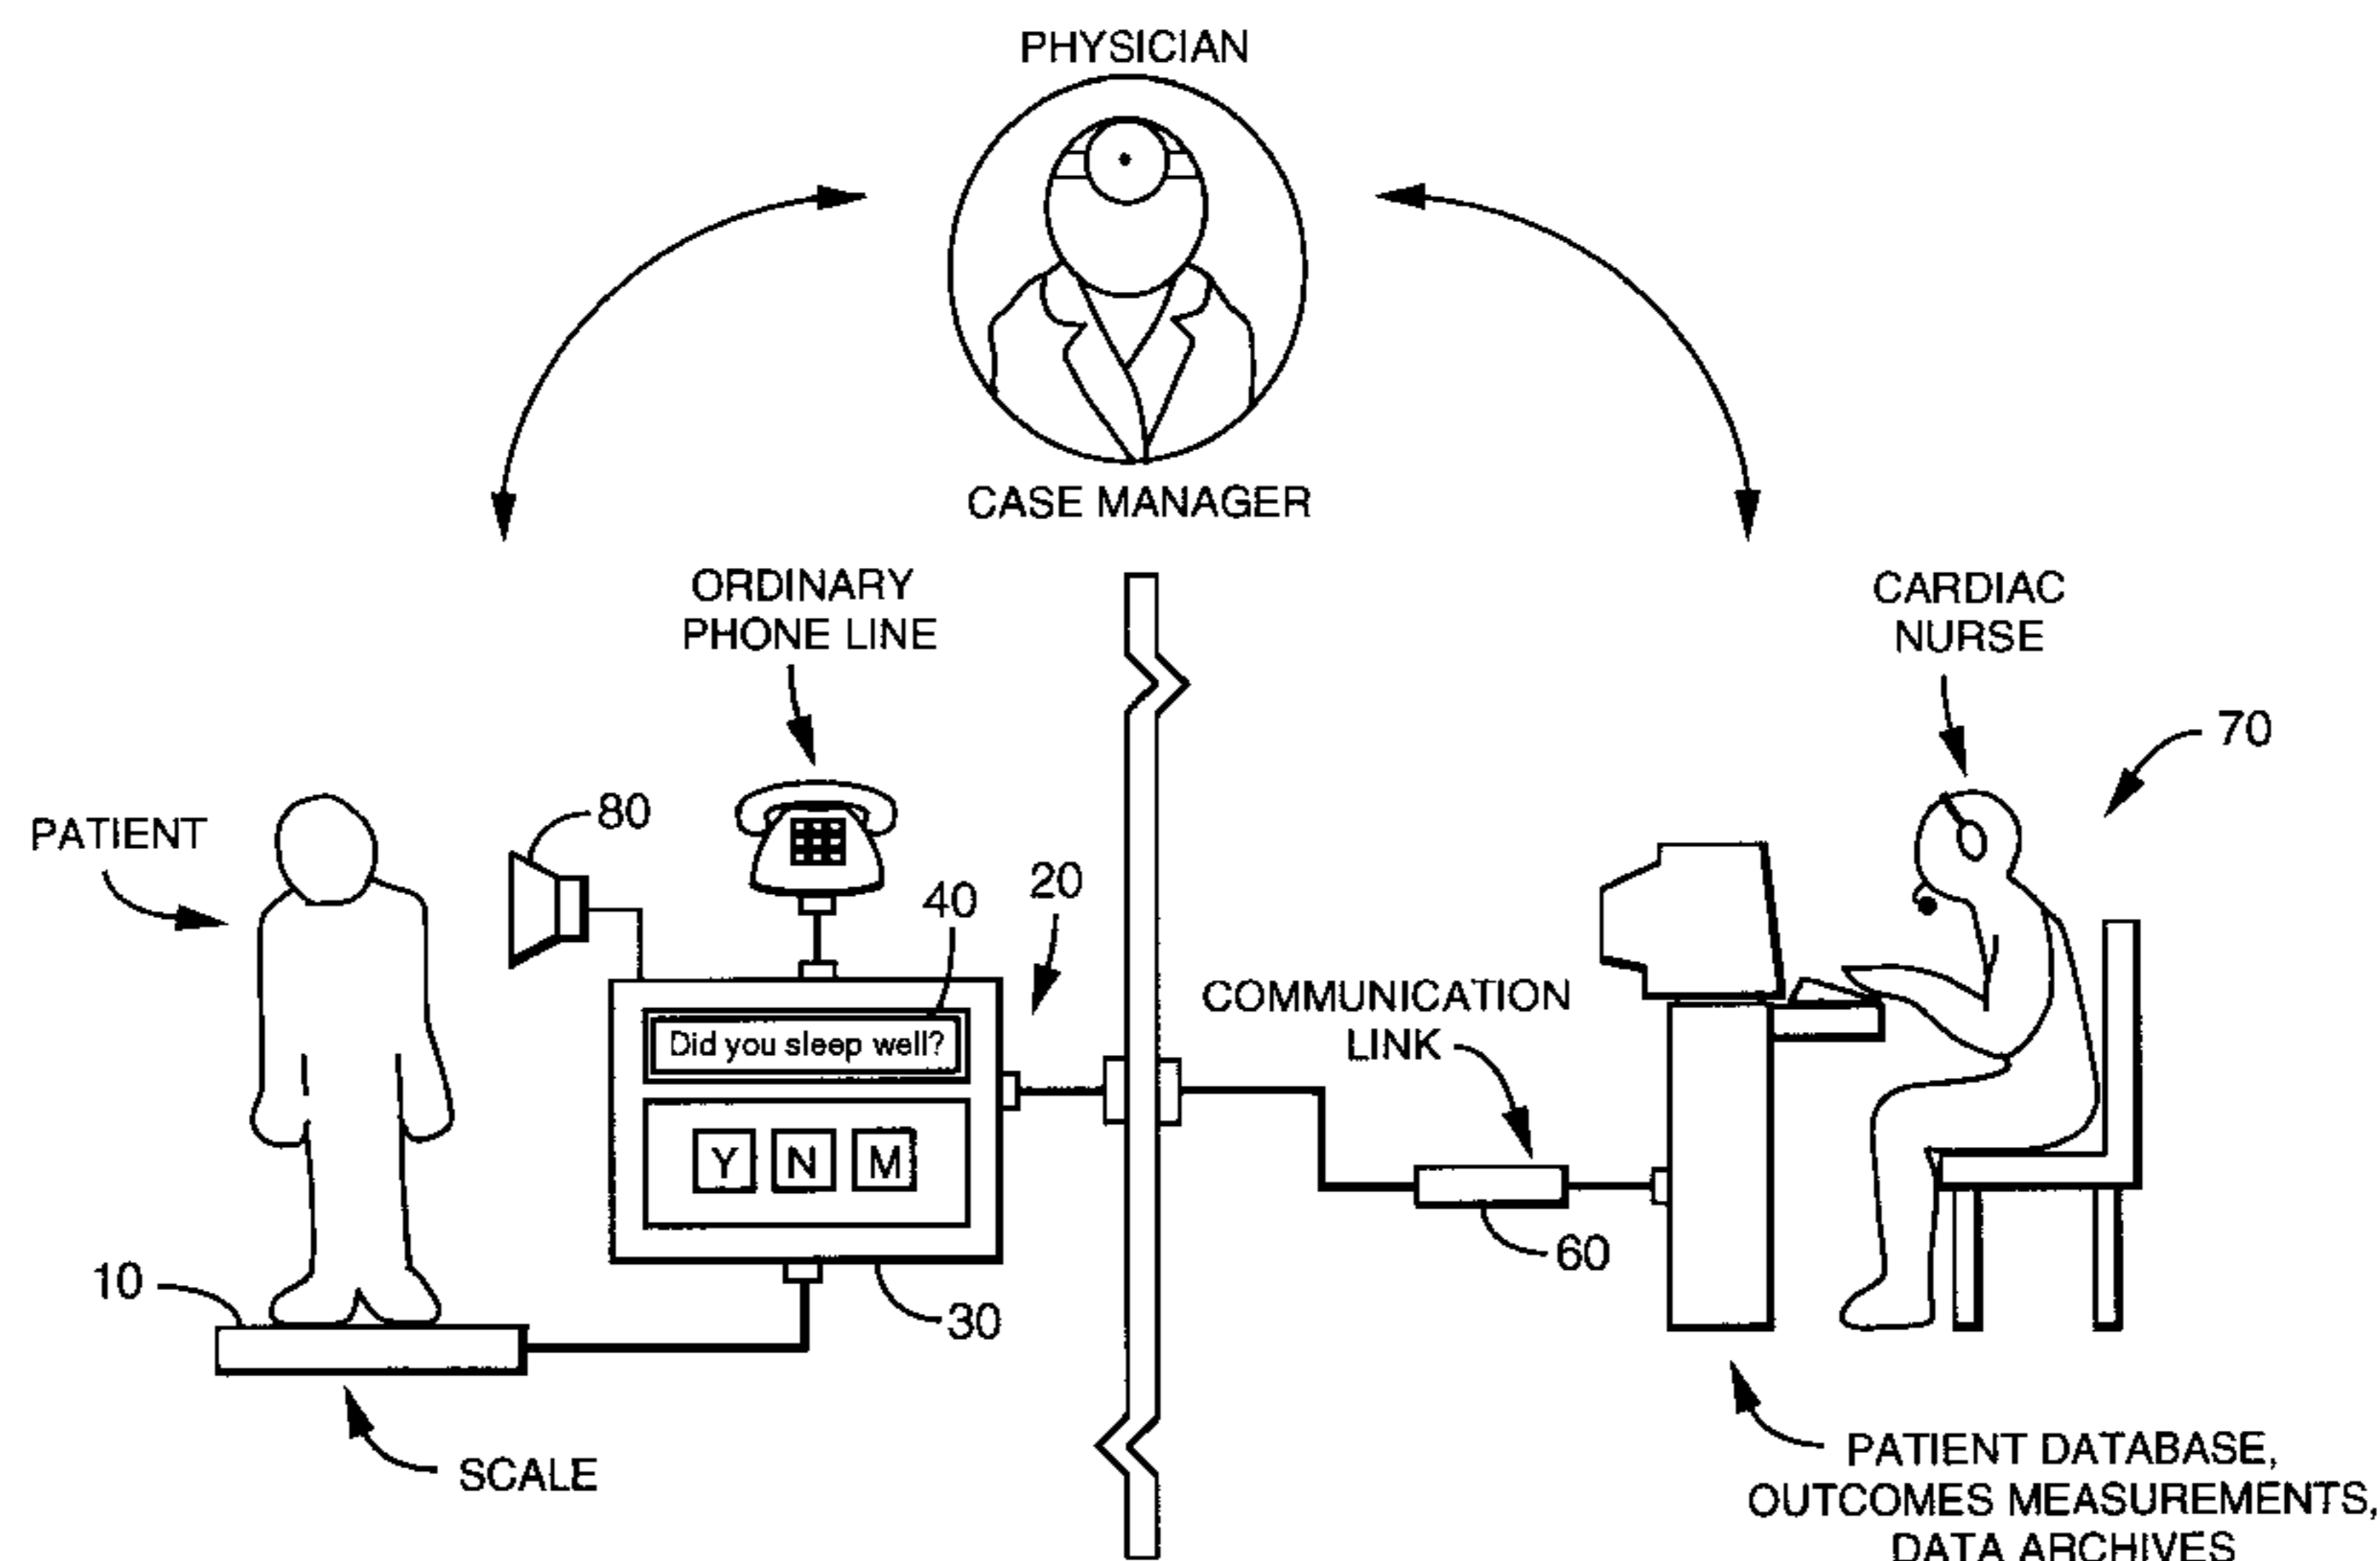 PHYSICIAN
CASE MANAGER
ORDINARY
PHONE LINE
CARDIAC
NURSE
70
PATIENT
80
40
20
Did you sleep well?
COMMUNICATION
LINK
Y N M
10
30
60
SCALE
PATIENT DATABASE,
OUTCOMES MEASUREMENTS,
DATA ARCHIVES